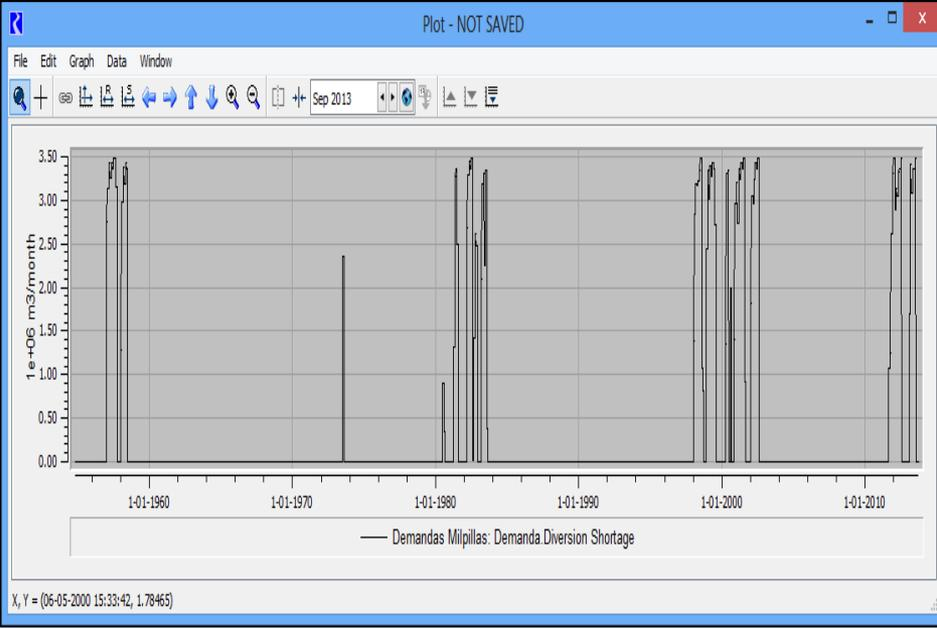 Plot - NOT SAVED
X
File Edit Graph Data Window
R S Sep 2013
3.50
3.00
2.50
2.00
1.50
1.00
0.50
0.00
1e+06 m3/month
1-01-1960 1-01-1970 1-01-1980 1-01-1990 1-01-2000 1-01-2010
Demandas Milpillas: Demanda.Diversion Shortage
X, Y = (06-05-2000 15:33:42, 1.78465)